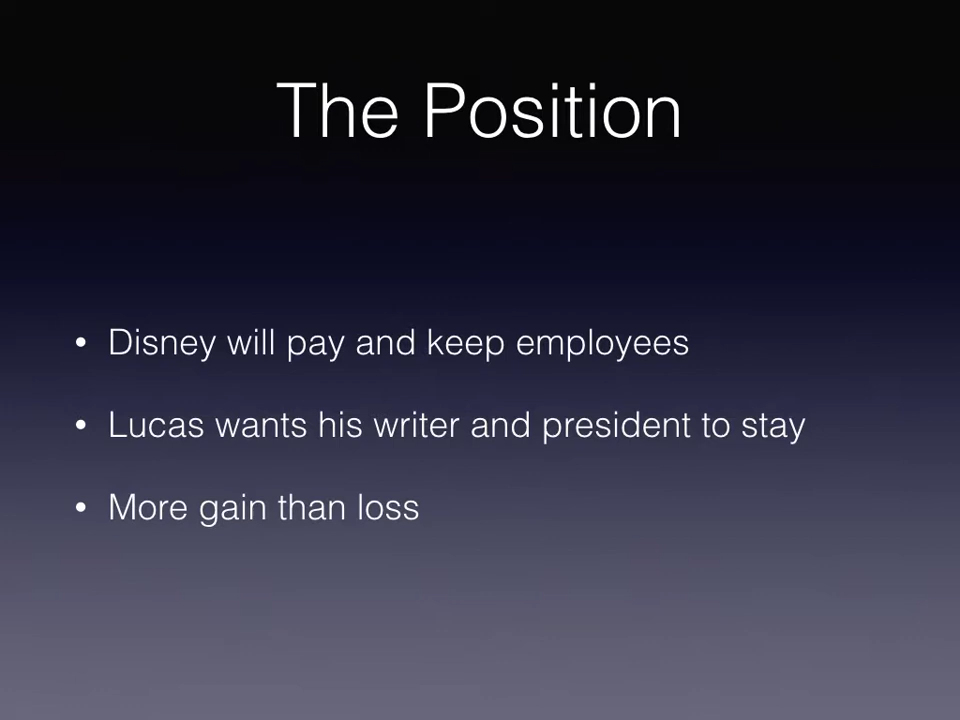 The Position
• Disney will pay and keep employees
• Lucas wants his writer and president to stay
• More gain than loss